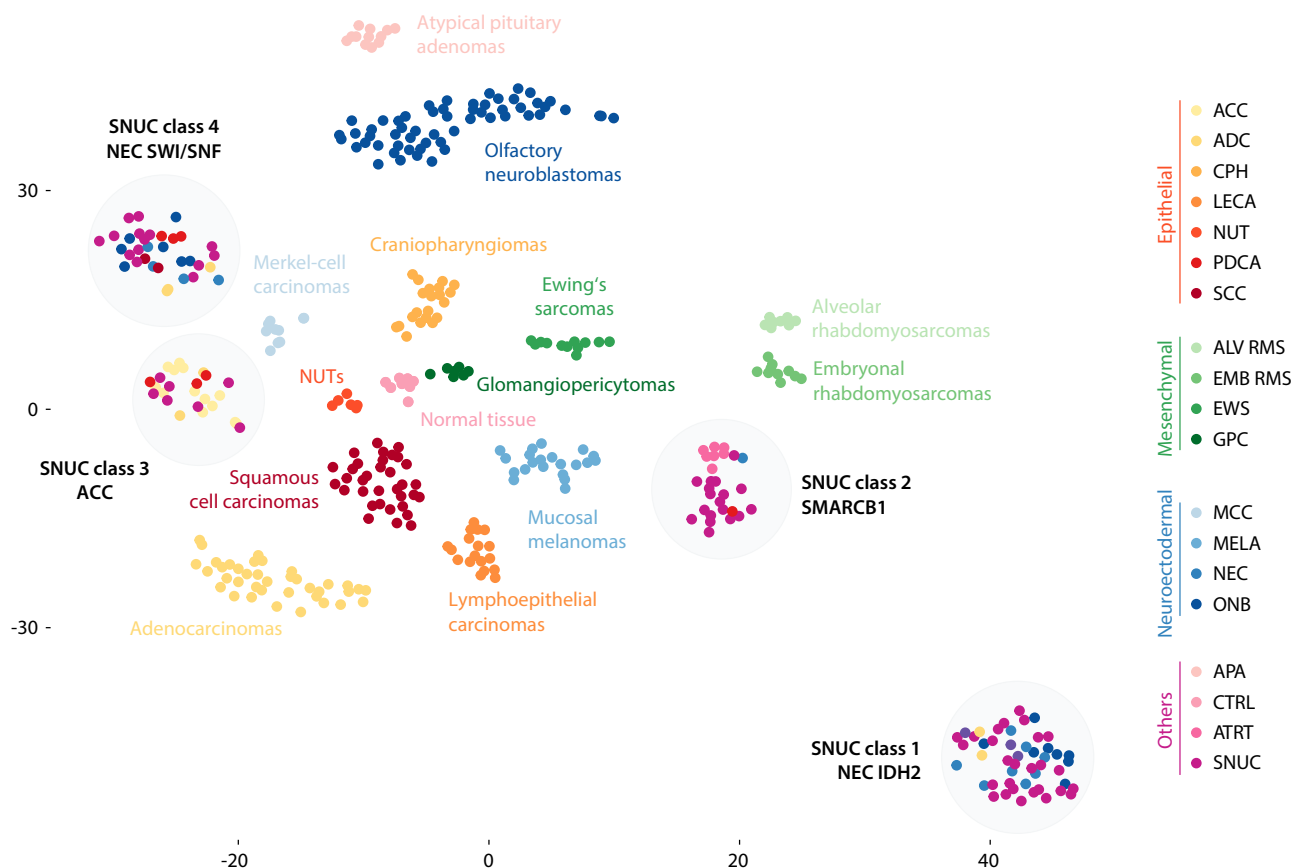 Atypical pituitary
adenomas
SNUC class 4
NEC SWI/SNF
Olfactory
neuroblastomas
30
Craniopharyngiomas
Merkel-cell
carcinomas
Ewing‘s
sarcomas
Alveolar
rhabdomyosarcomas
NUTs
Glomangiopericytomas
Embryonal
rhabdomyosarcomas
0
Normal tissue
SNUC class 3
ACC
Squamous
cell carcinomas
SNUC class 2
SMARCB1
Mucosal
melanomas
Lymphoepithelial
carcinomas
Adenocarcinomas
-30
SNUC class 1
NEC IDH2
-20
0
20
40
Epithelial
ACC
ADC
CPH
LECA
NUT
PDCA
SCC
Mesenchymal
ALV RMS
EMB RMS
EWS
GPC
Neuroectodermal
MCC
MELA
NEC
ONB
Others
APA
CTRL
ATRT
SNUC